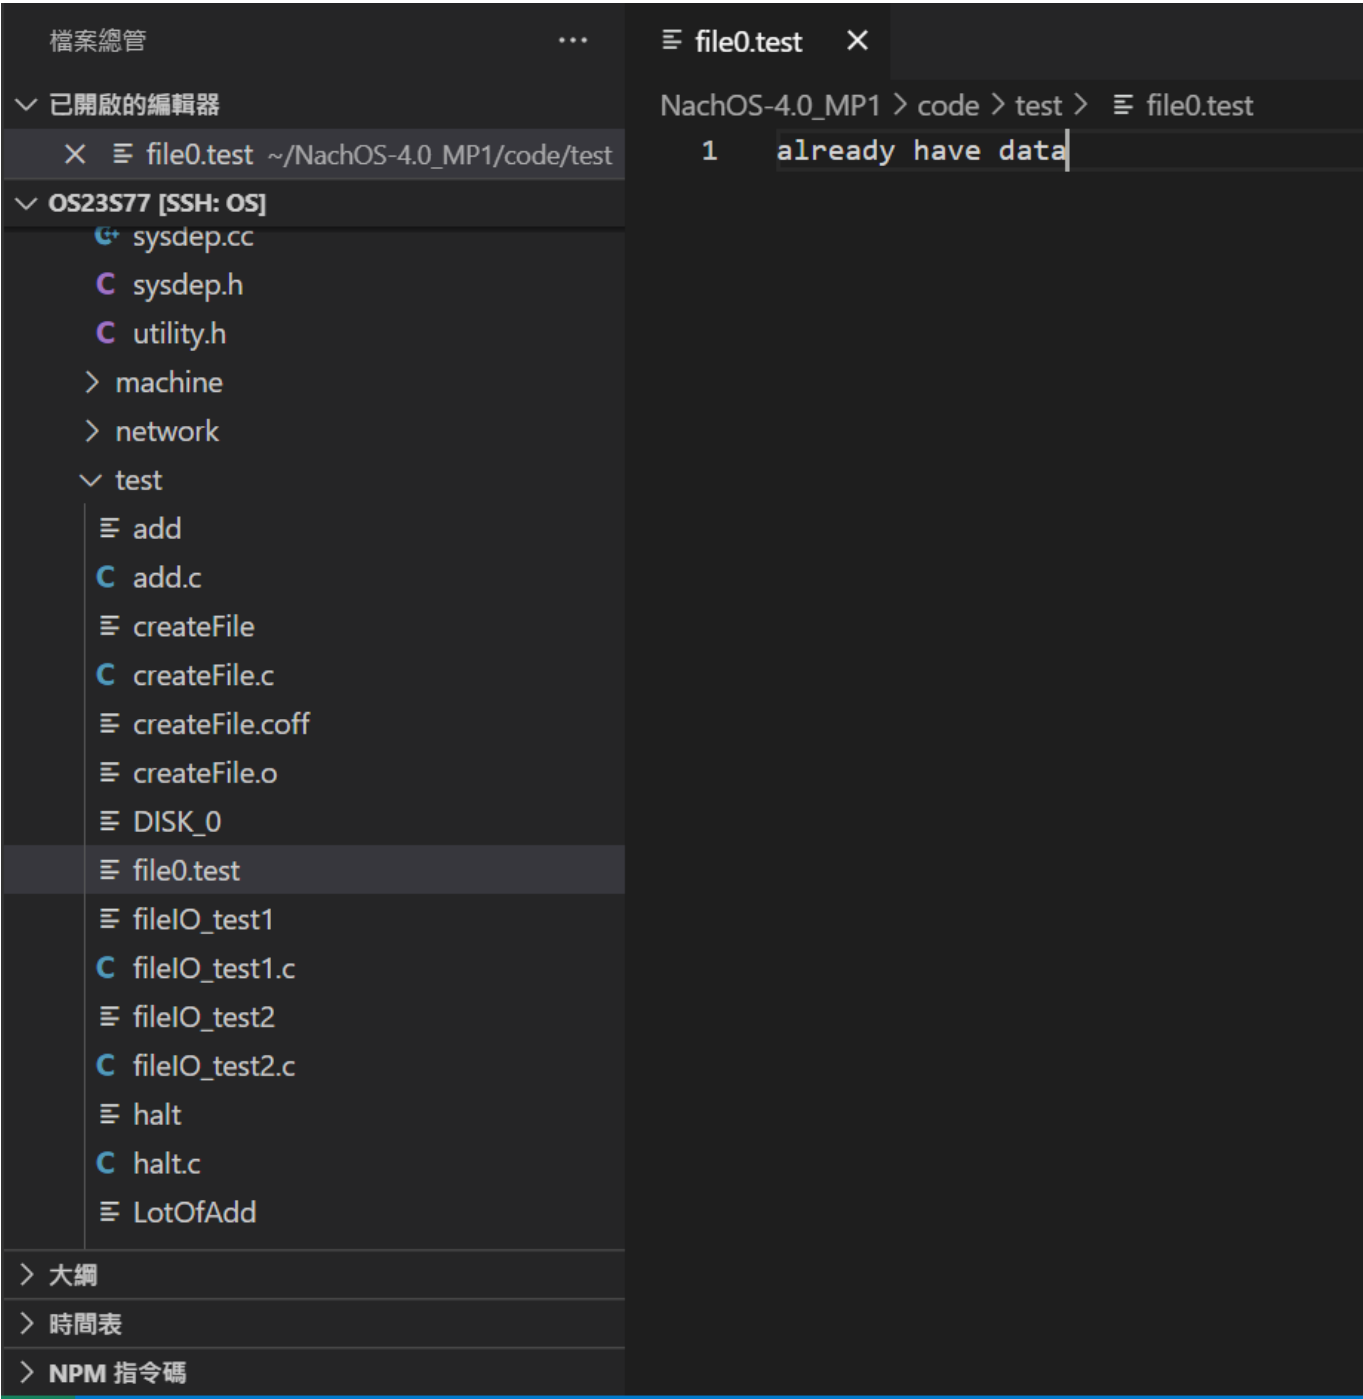 檔案總管
···
已開啟的編輯器
file0.test ~/NachOS-4.0_MP1/code/test
OS23S77 [SSH: OS]
sysdep.cc
sysdep.h
utility.h
machine
network
test
add
add.c
createFile
createFile.c
createFile.coff
createFile.o
DISK_0
file0.test
fileIO_test1
fileIO_test1.c
fileIO_test2
fileIO_test2.c
halt
halt.c
LotOfAdd
大綱
時間表
NPM 指令碼
file0.test
NachOS-4.0_MP1 > code > test > file0.test
1 already have data